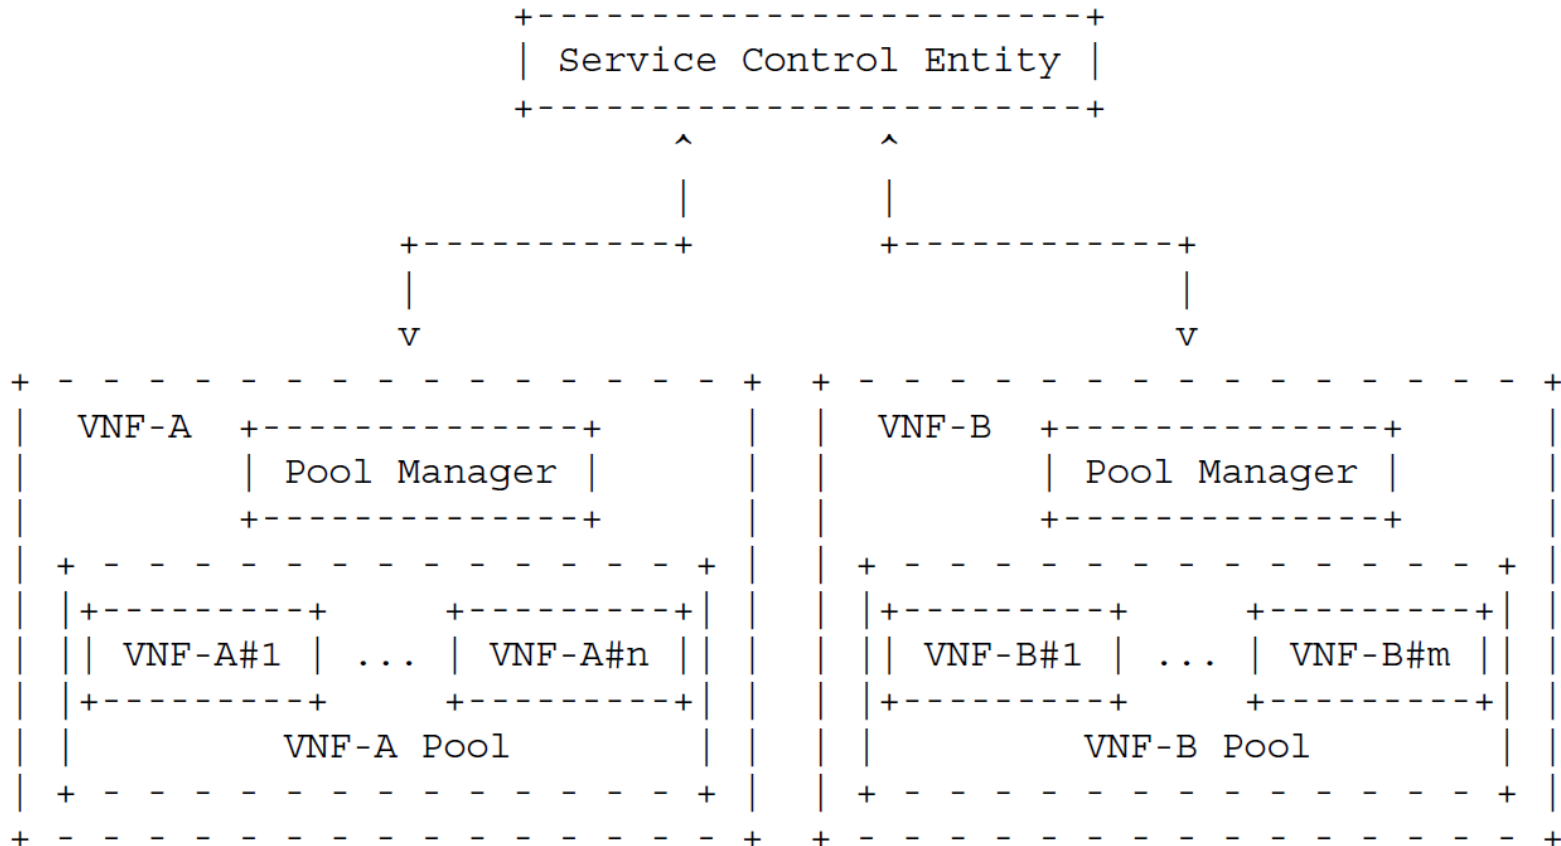 Service Control Entity
VNF-A
VNF-B
Pool Manager
Pool Manager
VNF-A#1 ... VNF-A#n
VNF-B#1 ... VNF-B#m
VNF-A Pool
VNF-B Pool